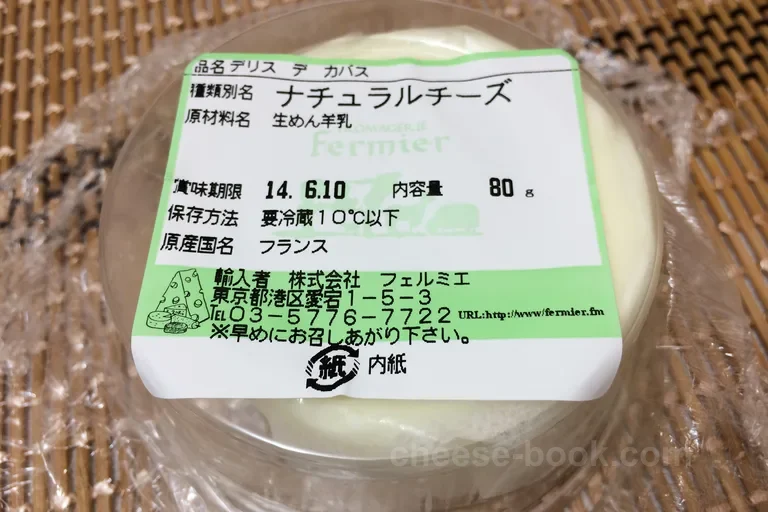 品名デリス デ カバス
種類別名 ナチュラルチーズ
原材料名 生めん羊乳
FROMAGERIE
fermier
賞味期限 14. 6.10 内容量 80 g
保存方法 要冷蔵10℃以下
原産国名 フランス
輸入者 株式会社 フェルミエ
東京都港区愛宕1-5-3
℡03-5776-7722 URL:http://www/fermier.fm
※早めにお召しあがり下さい。
紙 内紙
cheese-book.com